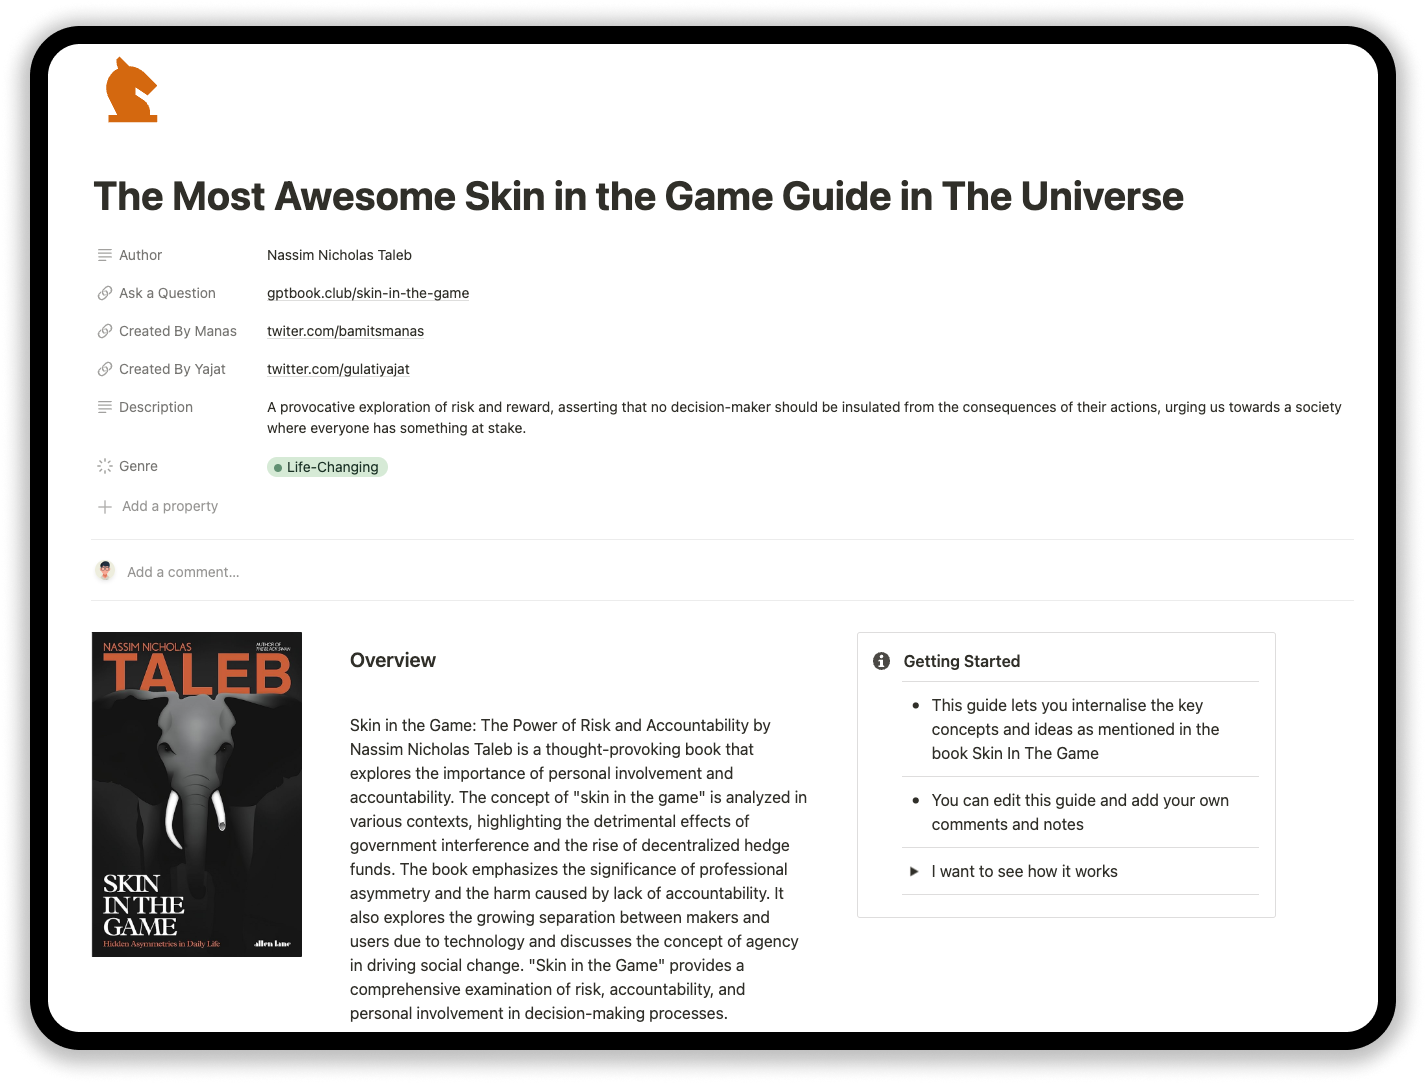 The Most Awesome Skin in the Game Guide in The Universe
Author
Nassim Nicholas Taleb
Ask a Question
gptbook.club/skin-in-the-game
Created By Manas
twiter.com/bamitsmanas
Created By Yajat
twitter.com/gulatiyajat
Description
A provocative exploration of risk and reward, asserting that no decision-maker should be insulated from the consequences of their actions, urging us towards a society
where everyone has something at stake.
Genre
Life-Changing
Add a property
Add a comment...
NASSIM NICHOLAS
AUTHOR OF
THE BLACK SWAN
TALEB
SKIN
IN THE
GAME
Hidden Asymmetries in Daily Life
allen lane
Overview
Skin in the Game: The Power of Risk and Accountability by
Nassim Nicholas Taleb is a thought-provoking book that
explores the importance of personal involvement and
accountability. The concept of "skin in the game" is analyzed in
various contexts, highlighting the detrimental effects of
government interference and the rise of decentralized hedge
funds. The book emphasizes the significance of professional
asymmetry and the harm caused by lack of accountability. It
also explores the growing separation between makers and
users due to technology and discusses the concept of agency
in driving social change. "Skin in the Game" provides a
comprehensive examination of risk, accountability, and
personal involvement in decision-making processes.
Getting Started
This guide lets you internalise the key
concepts and ideas as mentioned in the
book Skin In The Game
You can edit this guide and add your own
comments and notes
I want to see how it works